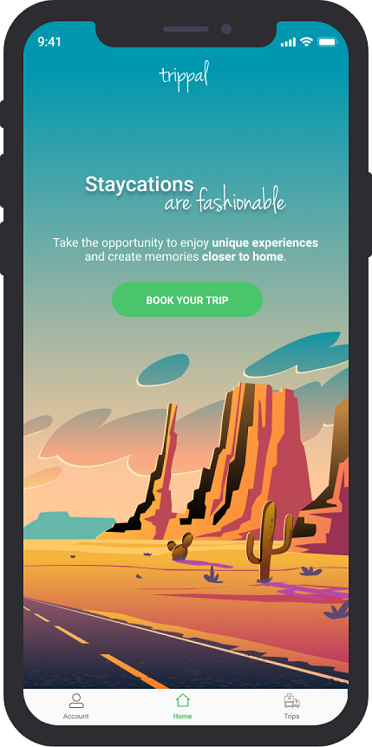 9:41
trippal
Staycations
are fashionable
Take the opportunity to enjoy unique experiences
and create memories closer to home.
BOOK YOUR TRIP
Account
Home
Trips